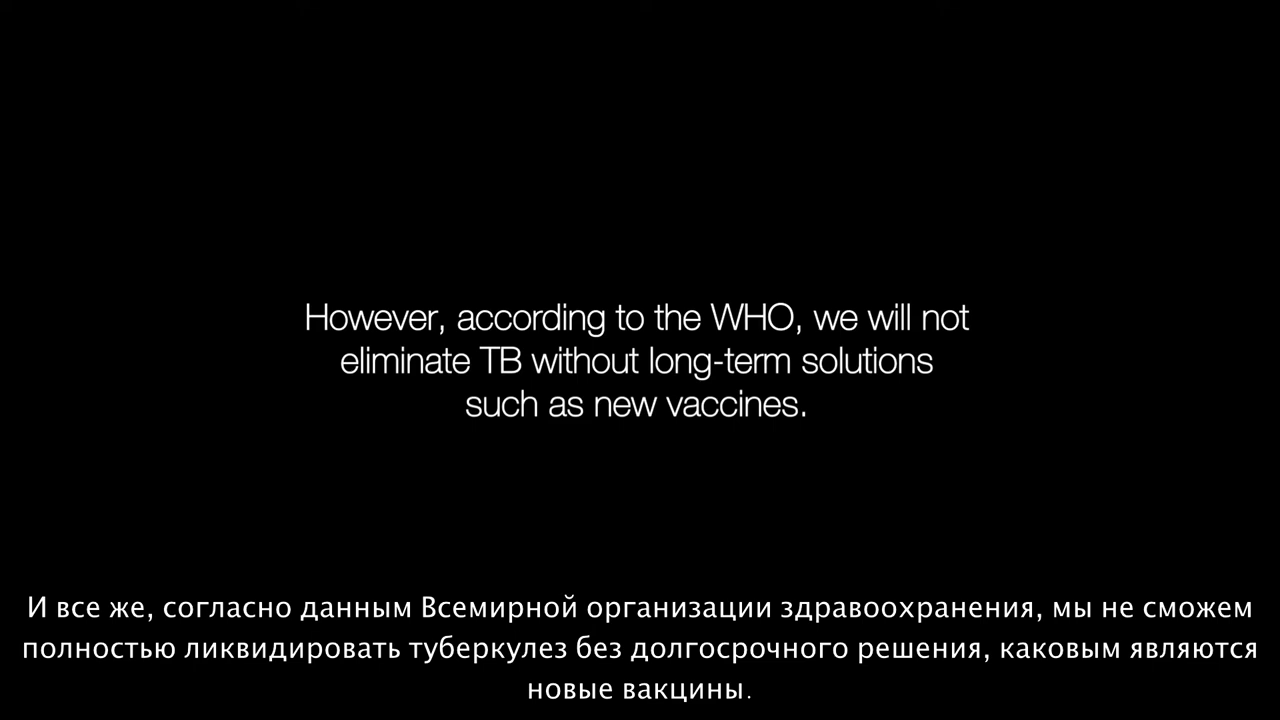 However, according to the WHO, we will not
eliminate TB without long-term solutions
such as new vaccines.
И все же, согласно данным Всемирной организации здравоохранения, мы не сможем
полностью ликвидировать туберкулез без долгосрочного решения, каковым являются
новые вакцины.